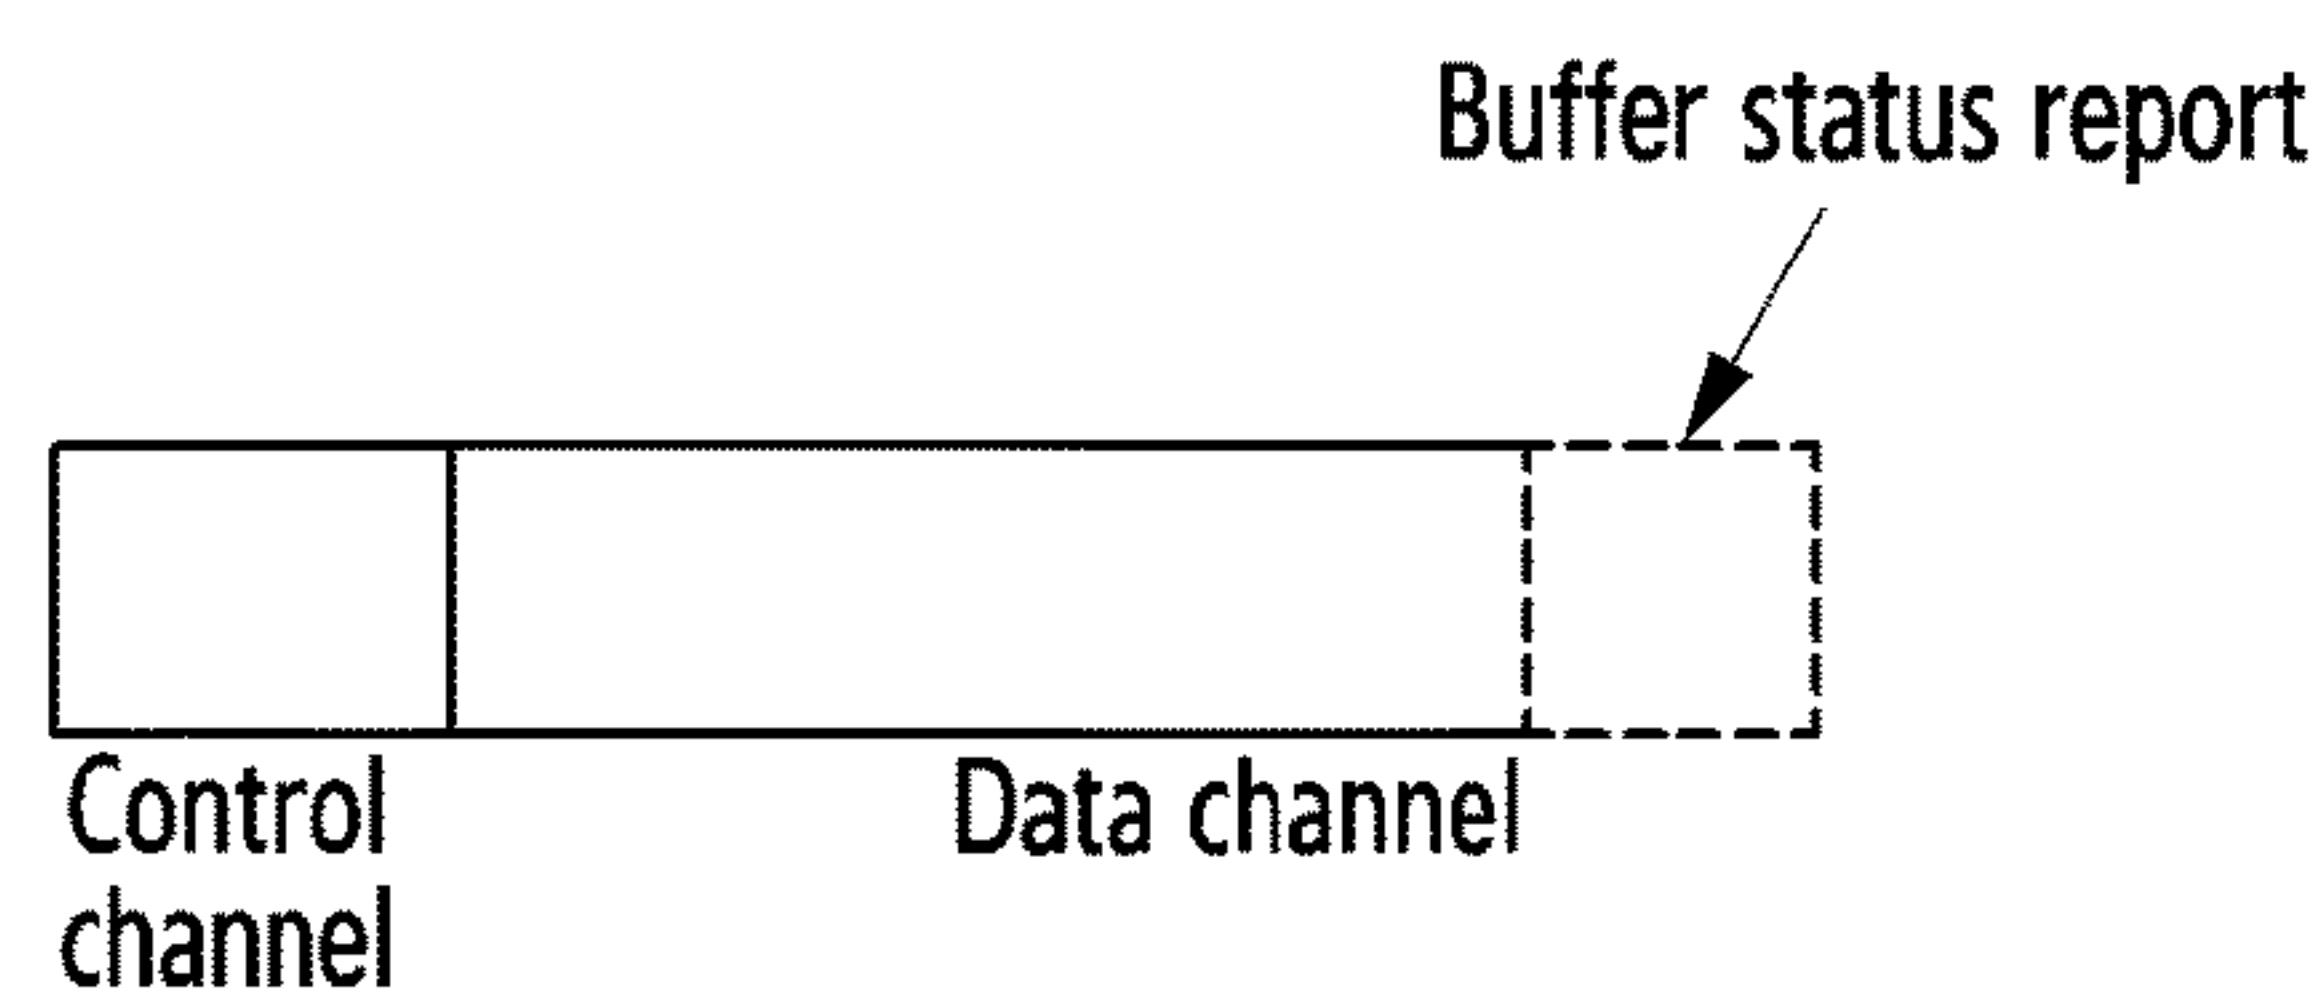 Buffer status report
Control
channel
Data channel